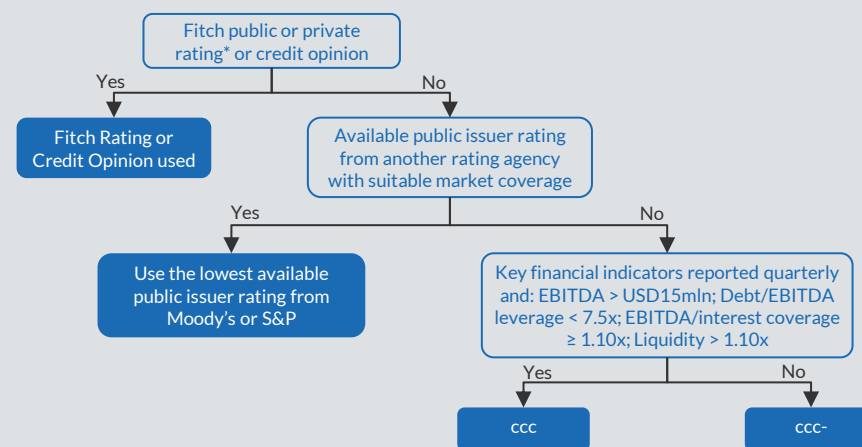 Fitch public or private
rating* or credit opinion
Yes
No
Fitch Rating or
Credit Opinion used
Available public issuer rating
from another rating agency
with suitable market coverage
Yes
No
Use the lowest available
public issuer rating from
Moody’s or S&P
Key financial indicators reported quarterly
and: EBITDA > USD15mln; Debt/EBITDA
leverage < 7.5x; EBITDA/interest coverage
≥ 1.10x; Liquidity > 1.10x
Yes
No
ccc
ccc-